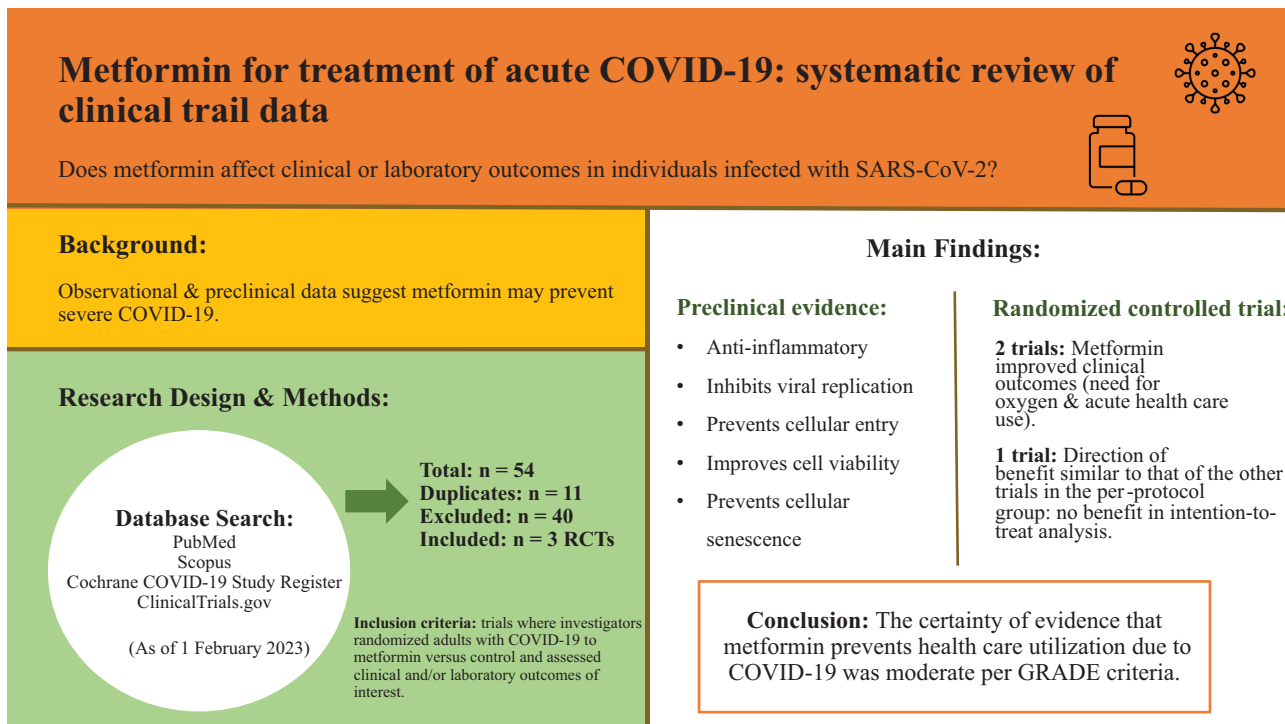 Metformin for treatment of acute COVID-19: systematic review of
clinical trail data
Does metformin affect clinical or laboratory outcomes in individuals infected with SARS-CoV-2?
Background:
Observational & preclinical data suggest metformin may prevent
severe COVID-19.
Research Design & Methods:
Database Search:
PubMed
Scopus
Cochrane COVID-19 Study Register
ClinicalTrials.gov
(As of 1 February 2023)
Total: n = 54
Duplicates: n = 11
Excluded: n = 40
Included: n = 3 RCTs
Inclusion criteria: trials where investigators
randomized adults with COVID-19 to
metformin versus control and assessed
clinical and/or laboratory outcomes of
interest.
Main Findings:
Preclinical evidence:
• Anti-inflammatory
• Inhibits viral replication
• Prevents cellular entry
• Improves cell viability
• Prevents cellular
senescence
Randomized controlled trial:
2 trials: Metformin
improved clinical
outcomes (need for
oxygen & acute health care
use).
1 trial: Direction of
benefit similar to that of the other
trials in the per-protocol
group: no benefit in intention-to-
treat analysis.
Conclusion: The certainty of evidence that
metformin prevents health care utilization due to
COVID-19 was moderate per GRADE criteria.